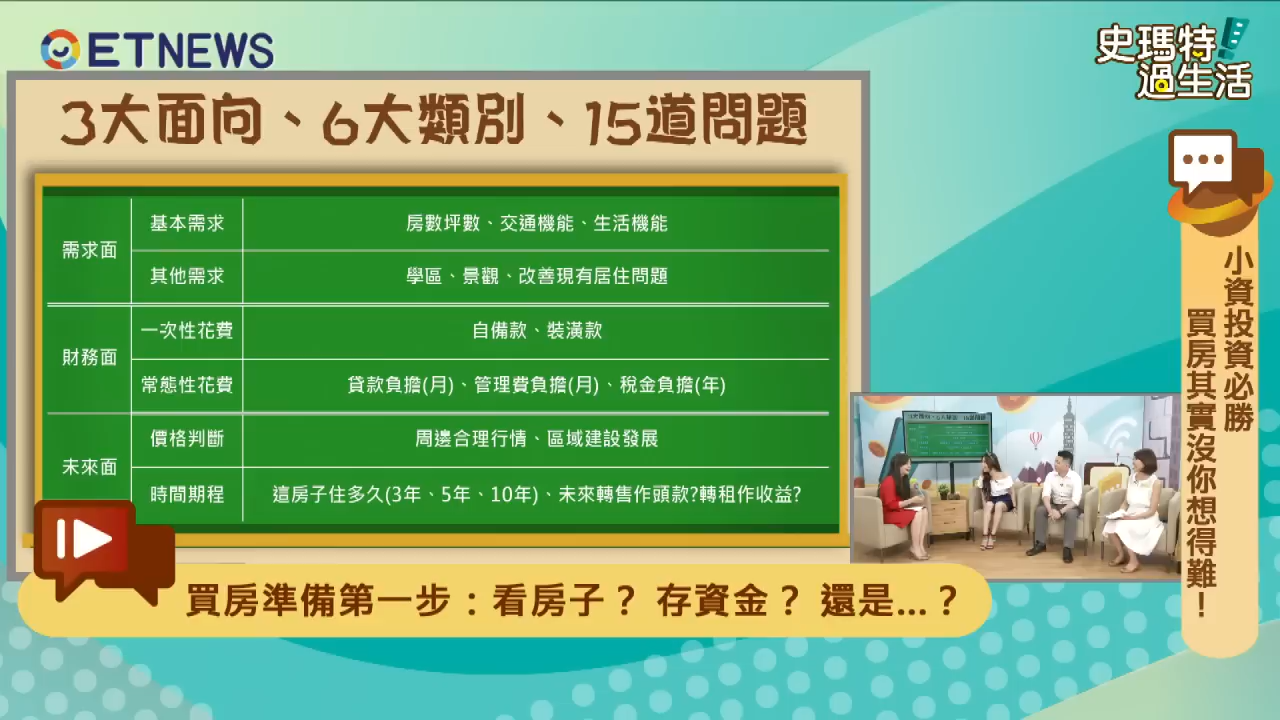 ETNEWS
史瑪特
過生活
3大面向、6大類別、15道問題
需求面
基本需求
房數坪數、交通機能、生活機能
其他需求
學區、景觀、改善現有居住問題
財務面
一次性花費
自備款、裝潢款
常態性花費
貸款負擔(月)、管理費負擔(月)、稅金負擔(年)
未來面
價格判斷
周邊合理行情、區域建設發展
時間期程
這房子住多久(3年、5年、10年)、未來轉售作頭款?轉租作收益?
小資投資必勝
買房其實沒你想得難！
買房準備第一步：看房子？ 存資金？ 還是...？